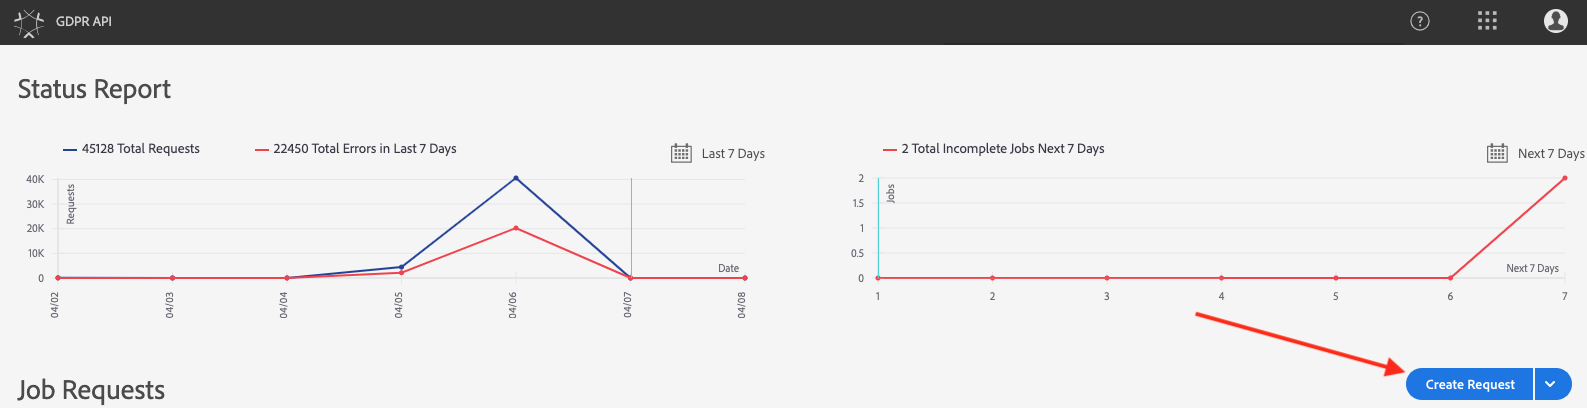 GDPR API
?
Status Report
45128 Total Requests
22450 Total Errors in Last 7 Days
Last 7 Days
40K
30K
20K
10K
0
Requests
Date
04/02
04/03
04/04
04/05
04/06
04/07
04/08
2 Total Incomplete Jobs Next 7 Days
Next 7 Days
2
1.5
1
0.5
0
Jobs
Next 7 Days
1
2
3
4
5
6
7
Job Requests
Create Request